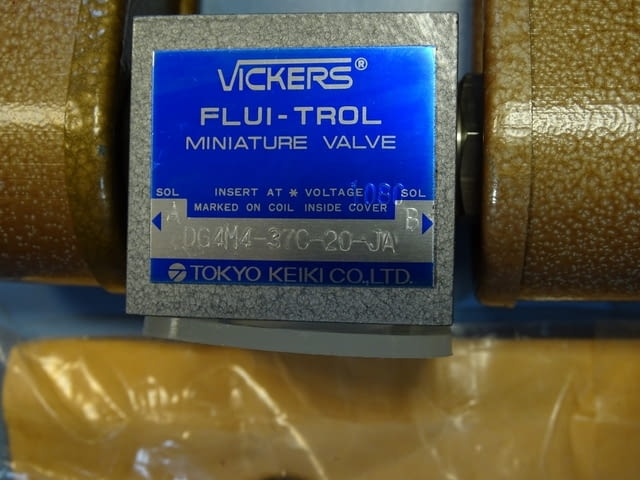 VICKERS®
FLUI-TROL
MINIATURE VALVE
SOL INSERT AT * VOLTAGE 1080 SOL
A MARKED ON COIL INSIDE COVER B
DG4M4-37C-20-JA
TOKYO KEIKI CO., LTD.